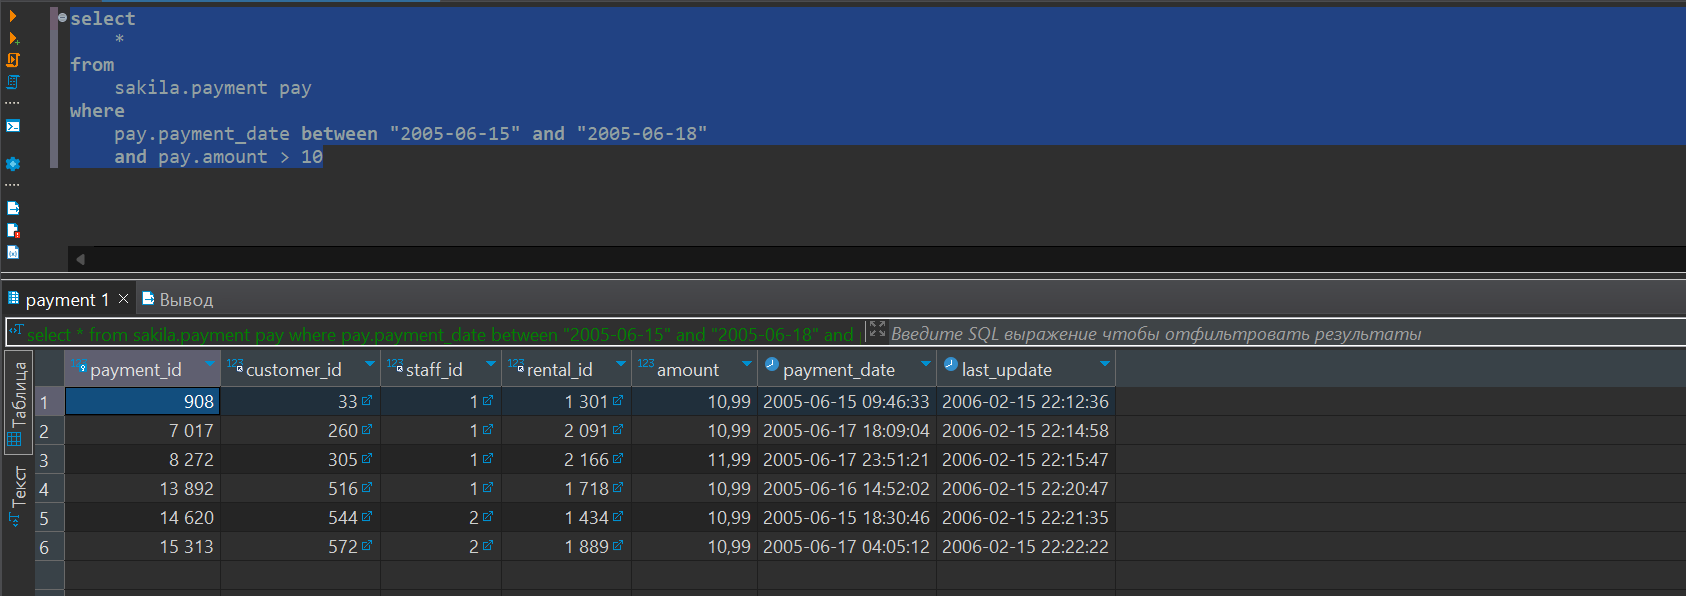 select
*
from
sakila.payment pay
where
pay.payment_date between "2005-06-15" and "2005-06-18"
and pay.amount > 10
payment 1 Вывод
select * from sakila.payment pay where pay.payment_date between "2005-06-15" and "2005-06-18" and Введите SQL выражение чтобы отфильтровать результаты
Таблица
Текст
123 payment_id 123 customer_id 123 staff_id 123 rental_id 123 amount payment_date last_update
1 908 33 1 1 301 10,99 2005-06-15 09:46:33 2006-02-15 22:12:36
2 7 017 260 1 2 091 10,99 2005-06-17 18:09:04 2006-02-15 22:14:58
3 8 272 305 1 2 166 11,99 2005-06-17 23:51:21 2006-02-15 22:15:47
4 13 892 516 1 1 718 10,99 2005-06-16 14:52:02 2006-02-15 22:20:47
5 14 620 544 2 1 434 10,99 2005-06-15 18:30:46 2006-02-15 22:21:35
6 15 313 572 2 1 889 10,99 2005-06-17 04:05:12 2006-02-15 22:22:22